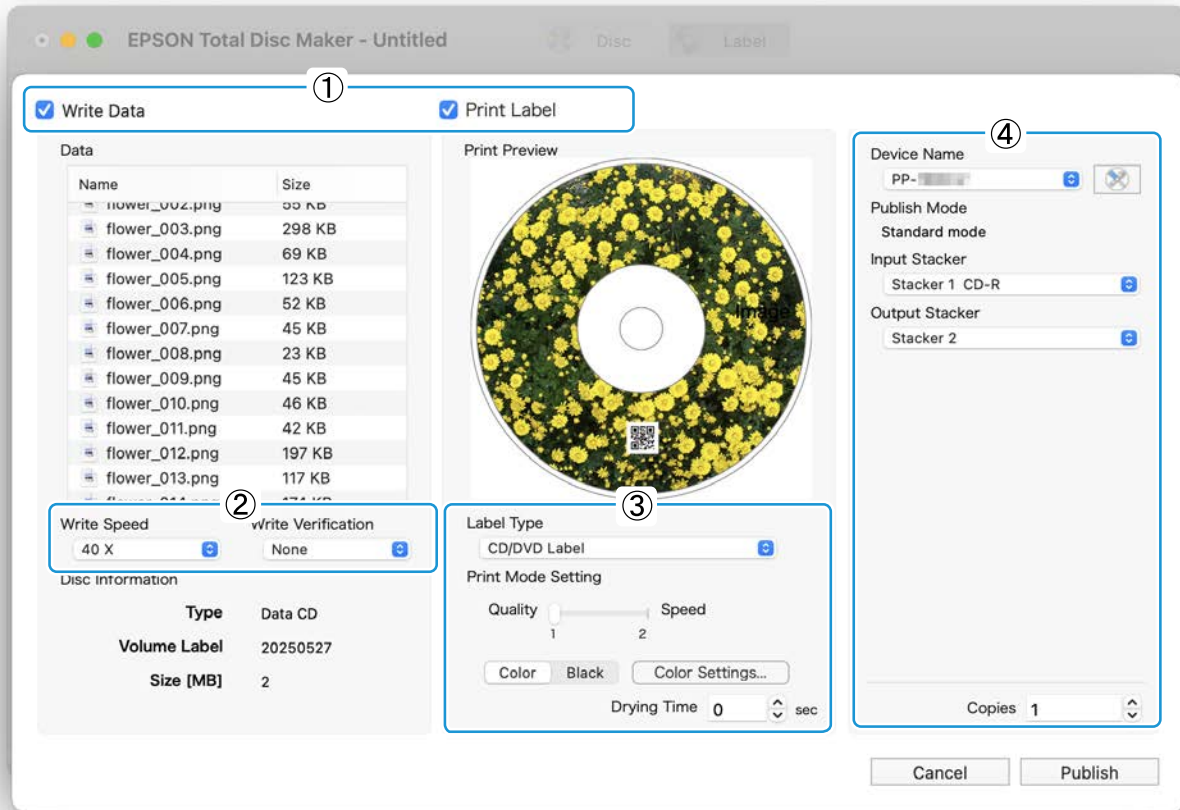 EPSON Total Disc Maker - Untitled
Disc
Label
①
Write Data
Print Label
Data
Name Size
flower_002.png 55 KB
flower_003.png 298 KB
flower_004.png 69 KB
flower_005.png 123 KB
flower_006.png 52 KB
flower_007.png 45 KB
flower_008.png 23 KB
flower_009.png 45 KB
flower_010.png 46 KB
flower_011.png 42 KB
flower_012.png 197 KB
flower_013.png 117 KB
②
Write Speed Write Verification
40 X None
Disc Information
Type Data CD
Volume Label 20250527
Size [MB] 2
Print Preview
Image
③
Label Type
CD/DVD Label
Print Mode Setting
Quality Speed
1 2
Color Black Color Settings...
Drying Time 0 sec
④
Device Name
PP-
Publish Mode
Standard mode
Input Stacker
Stacker 1 CD-R
Output Stacker
Stacker 2
Copies 1
Cancel Publish